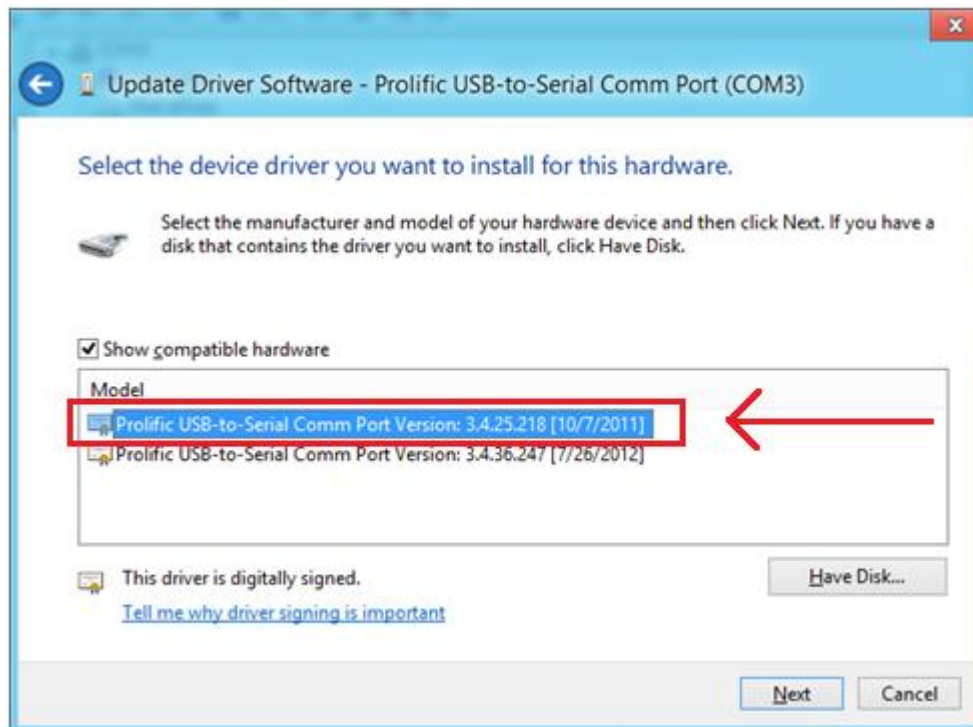 Update Driver Software - Prolific USB-to-Serial Comm Port (COM3)
Select the device driver you want to install for this hardware.
Select the manufacturer and model of your hardware device and then click Next. If you have a
disk that contains the driver you want to install, click Have Disk.
Show compatible hardware
Model
Prolific USB-to-Serial Comm Port Version: 3.4.25.218 [10/7/2011]
Prolific USB-to-Serial Comm Port Version: 3.4.36.247 [7/26/2012]
This driver is digitally signed.
Have Disk...
Tell me why driver signing is important
Next
Cancel